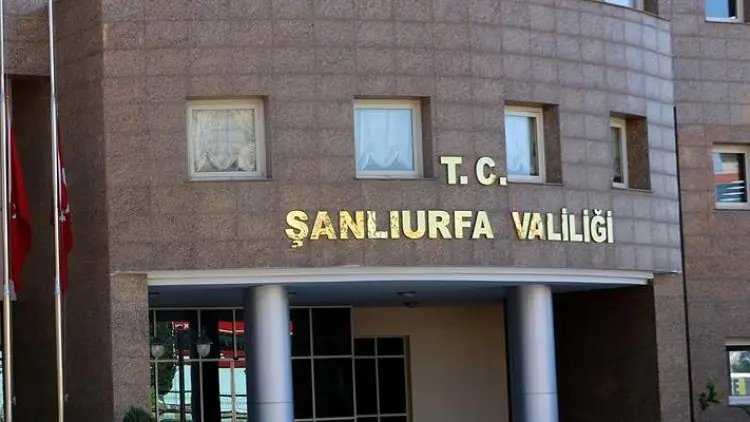 T. C.
ŞANLIURFA VALİLİĞİ